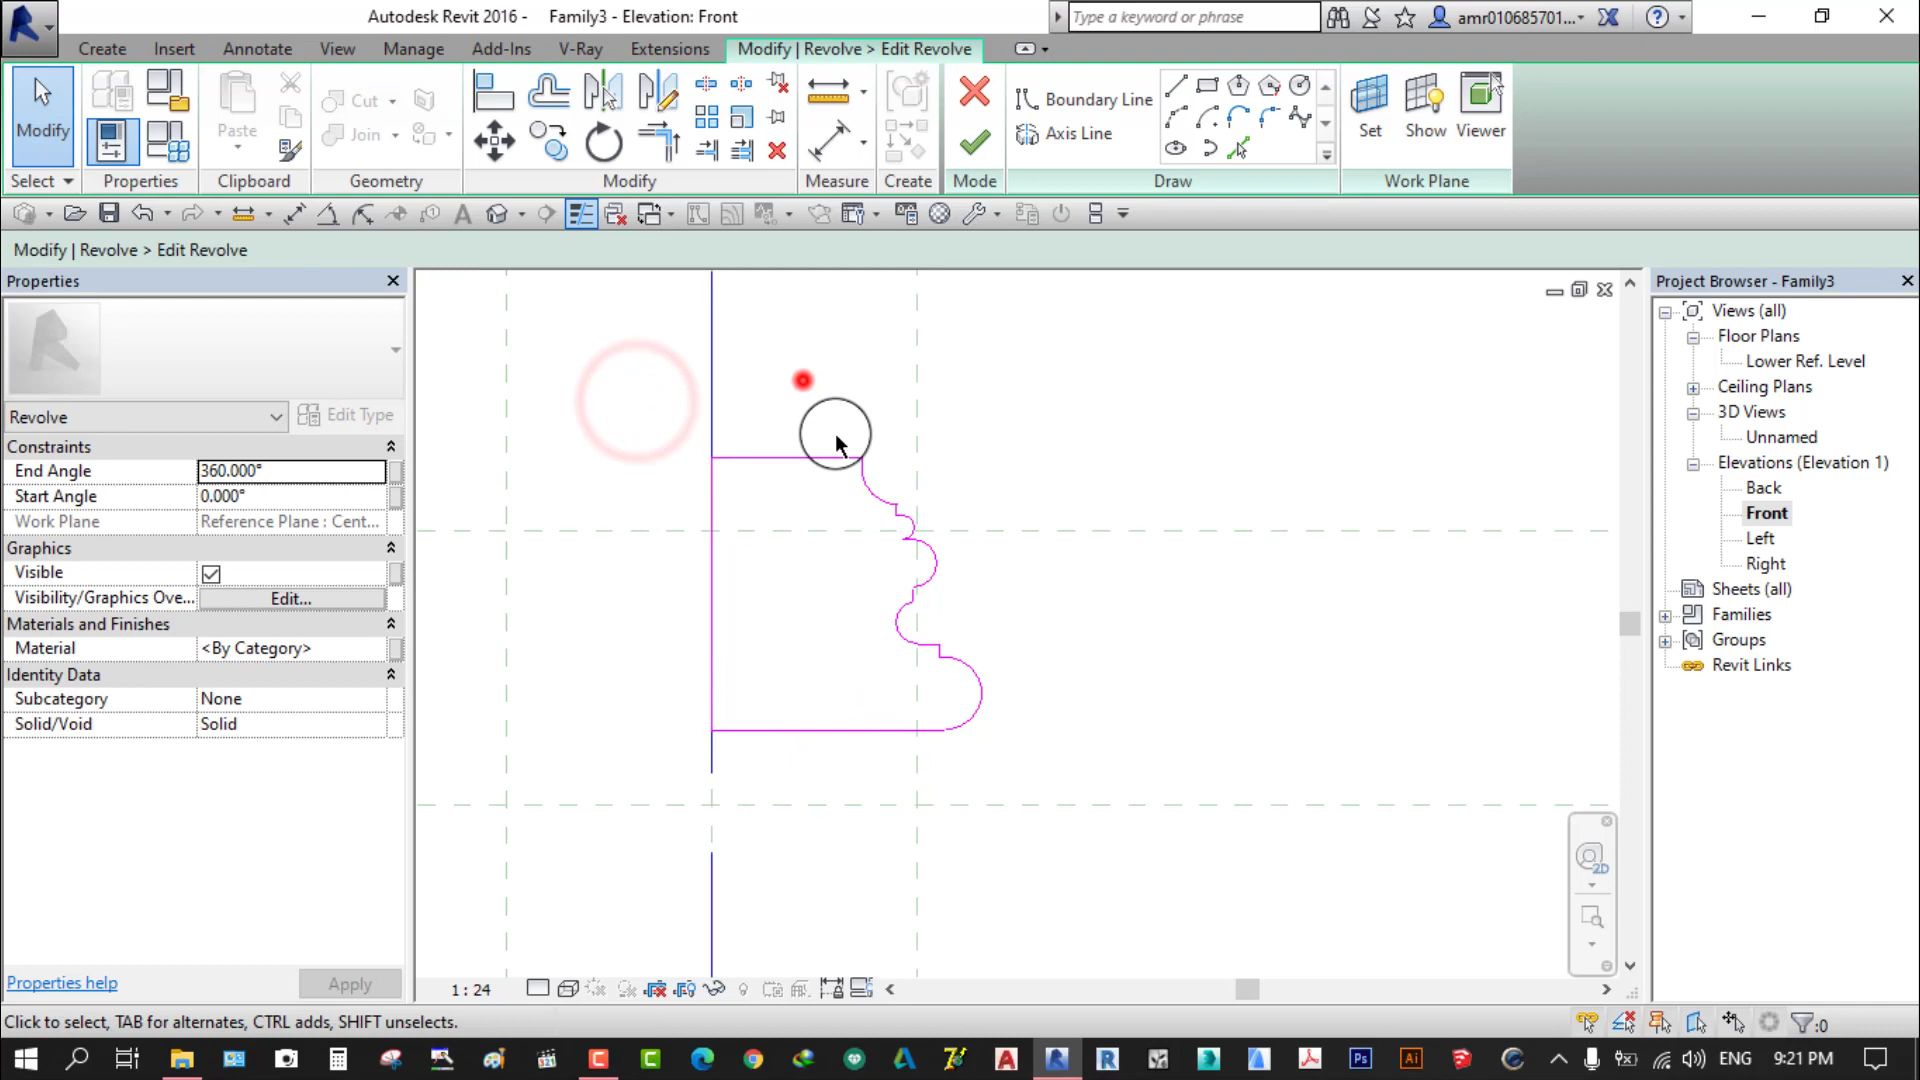 Autodesk Revit 2016 - Family3 - Elevation: Front
Type a keyword or phrase
amr010685701...
Create Insert Annotate View Manage Add-Ins V-Ray Extensions Modify | Revolve > Edit Revolve
Modify
Paste
Cut
Join
Boundary Line
Axis Line
Set Show Viewer
Select Properties Clipboard Geometry Modify Measure Create Mode Draw Work Plane
Modify | Revolve > Edit Revolve
Properties
Revolve
Edit Type
Constraints
End Angle 360.000°
Start Angle 0.000°
Work Plane Reference Plane : Cent...
Graphics
Visible
Visibility/Graphics Ove... Edit...
Materials and Finishes
Material <By Category>
Identity Data
Subcategory None
Solid/Void Solid
Properties help
Apply
2D
1 : 24
Project Browser - Family3
Views (all)
Floor Plans
Lower Ref. Level
Ceiling Plans
3D Views
Unnamed
Elevations (Elevation 1)
Back
Front
Left
Right
Sheets (all)
Families
Groups
Revit Links
Click to select, TAB for alternates, CTRL adds, SHIFT unselects.
:0
ENG 9:21 PM